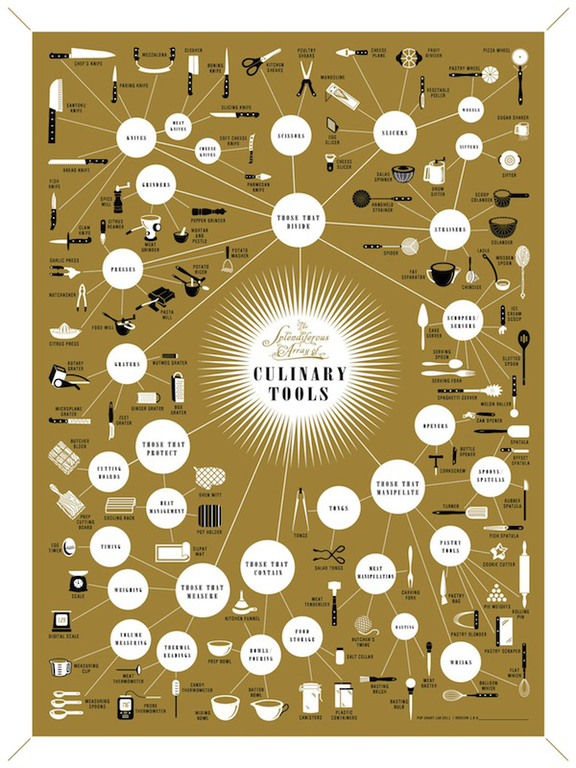 CHEF'S KNIFE
MEZZALUNA
CLEAVER
BONING
KNIFE
KITCHEN
SHEARS
POULTRY
SHEARS
CHEESE
PLANE
FRUIT
DIVIDER
PIZZA WHEEL
PASTRY WHEEL
PARING KNIFE
MANDOLINE
VEGETABLE
PEELER
SANTOKU
KNIFE
SLICING KNIFE
WHEELS
SUGAR SHAKER
MEAT
KNIVES
KNIVES
SCISSORS
EGG
SLICER
SLICERS
SIFTERS
CHEESE
KNIVES
SOFT CHEESE
KNIFE
CHEESE
SLICER
SIFTER
BREAD KNIFE
PARMESAN
KNIFE
SALAD
SPINNER
DRUM
SIFTER
FISH
KNIFE
GRINDERS
SPICE
MILL
HANDHELD
STRAINER
SCOOP
COLANDER
PEPPER GRINDER
CITRUS
REAMER
THOSE THAT
DIVIDE
STRAINERS
COLANDER
CLAM
KNIFE
MEAT
GRINDER
MORTAR
AND
PESTLE
SPIDER
LADLE
WOODEN
SPOON
GARLIC PRESS
PRESSES
POTATO
RICER
POTATO
MASHER
FAT
SEPARATOR
CHINOISE
NUTCRACKER
PASTA
MILL
FOOD MILL
CITRUS PRESS
The
Splendiferous
Array of
CULINARY
TOOLS
CAKE
SERVER
SCOOPERS/
SERVERS
ICE
CREAM
SCOOP
SERVING
SPOON
SLOTTED
SPOON
ROTARY
GRATER
GRATERS
NUTMEG GRATER
SERVING FORK
SPAGHETTI SERVER
MELON BALLER
GINGER GRATER
BOX
GRATER
MICROPLANE
GRATER
ZEST
GRATER
OPENERS
CAN OPENER
SPATULA
BUTCHER
BLOCK
THOSE THAT
PROTECT
BOTTLE
OPENER
OFFSET
SPATULA
CORKSCREW
CUTTING
BOARDS
OVEN MITT
THOSE THAT
MANIPULATE
SPOONS/
SPATULAS
RUBBER
SPATULA
PREP
CUTTING
BOARD
COOLING RACK
HEAT
MANAGEMENT
POT HOLDER
TONGS
TONGS
TURNER
FISH SPATULA
EGG
TIMER
TIMING
SILPAT
MAT
SALAD TONGS
PASTRY
TOOLS
COOKIE CUTTER
THOSE THAT
CONTAIN
MEAT
MANIPULATION
CARVING
FORK
PASTRY
BAG
PIE WEIGHTS
SCALE
WEIGHING
THOSE THAT
MEASURE
KITCHEN FUNNEL
MEAT
TENDERIZER
ROLLING
PIN
DIGITAL SCALE
VOLUME
MEASURING
THERMAL
READINGS
PREP BOWL
BOWLS/
POURING
FOOD
STORAGE
BUTCHER'S
TWINE
BASTING
PASTRY BLENDER
PASTRY SCRAPER
SALT CELLAR
WHISKS
FLAT
WHISK
MEASURING
CUP
MEAT
THERMOMETER
CANDY
THERMOMETER
BATTER
BOWL
BASTING
BRUSH
MEAT
BASTER
BALLOON
WHISK
MEASURING
SPOONS
PROBE
THERMOMETER
MIXING
BOWL
CANISTERS
PLASTIC
CONTAINERS
BASTING
BULB